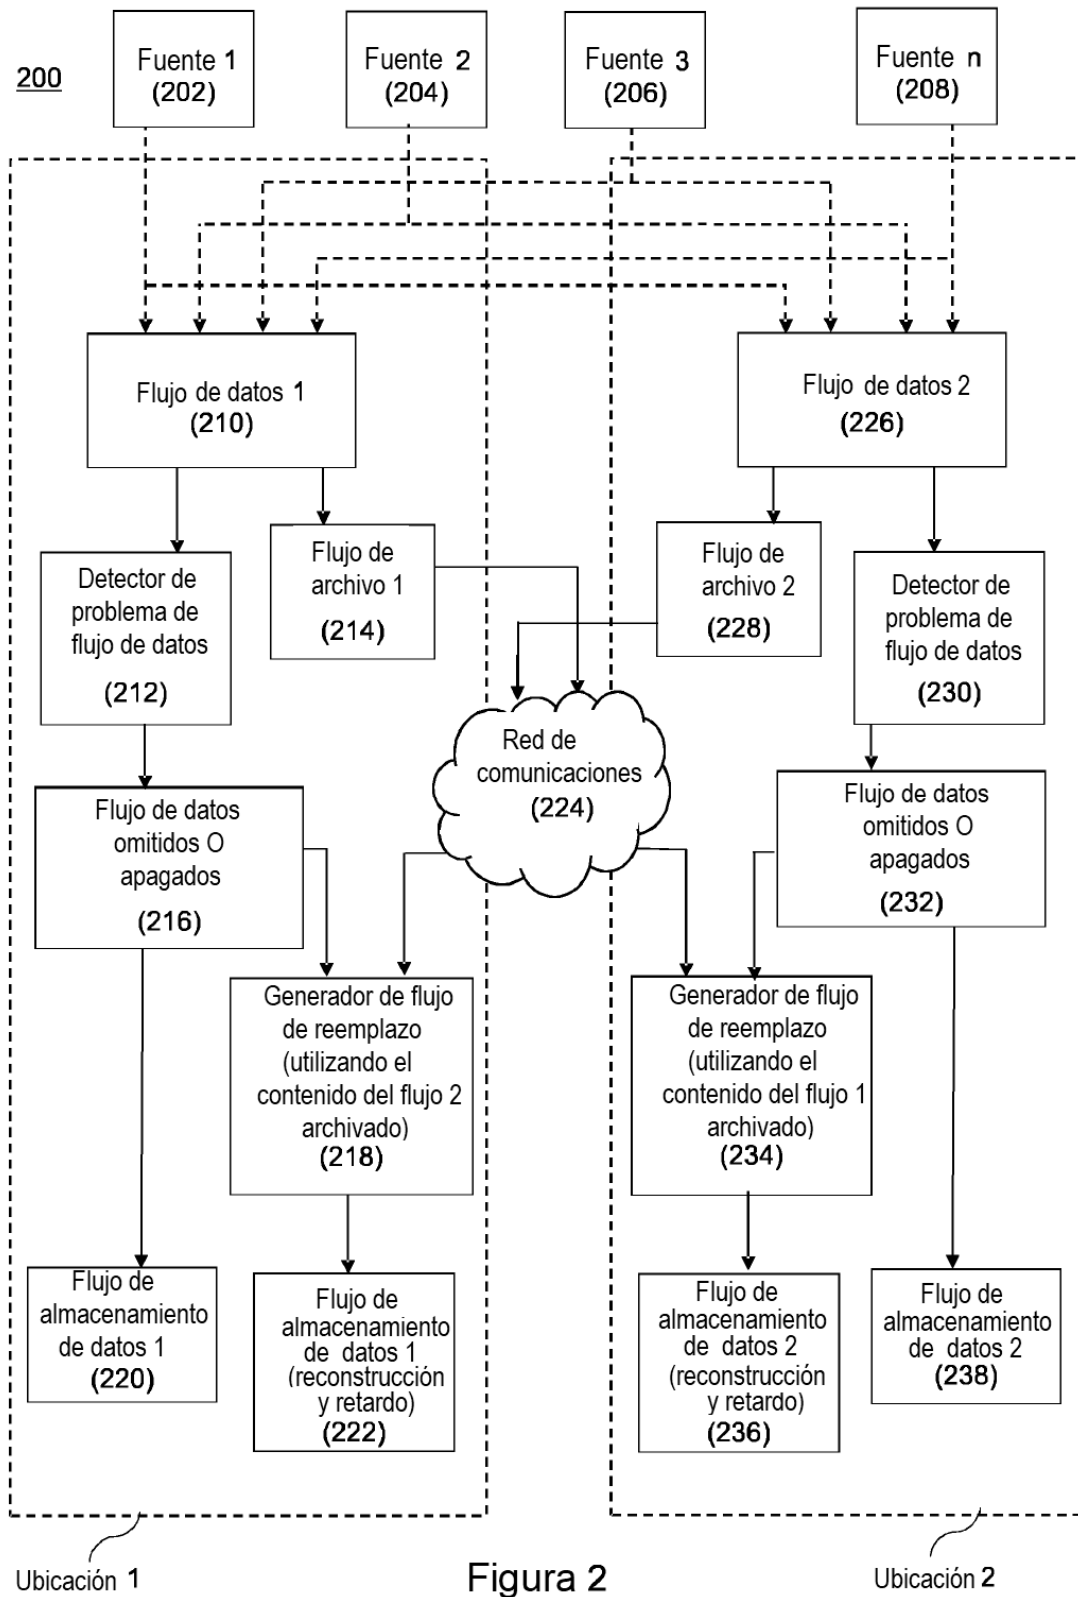 200
Fuente 1
(202)
Fuente 2
(204)
Fuente 3
(206)
Fuente n
(208)
Flujo de datos 1
(210)
Flujo de datos 2
(226)
Detector de
problema de
flujo de datos
(212)
Flujo de
archivo 1
(214)
Flujo de
archivo 2
(228)
Detector de
problema de
flujo de datos
(230)
Red de
comunicaciones
(224)
Flujo de datos
omitidos O
apagados
(216)
Flujo de datos
omitidos O
apagados
(232)
Generador de flujo
de reemplazo
(utilizando el
contenido del flujo 2
archivado)
(218)
Generador de flujo
de reemplazo
(utilizando el
contenido del flujo 1
archivado)
(234)
Flujo de
almacenamiento
de datos 1
(220)
Flujo de
almacenamiento
de datos 1
(reconstrucción
y retardo)
(222)
Flujo de
almacenamiento
de datos 2
(reconstrucción
y retardo)
(236)
Flujo de
almacenamiento
de datos 2
(238)
Ubicación 1
Figura 2
Ubicación 2